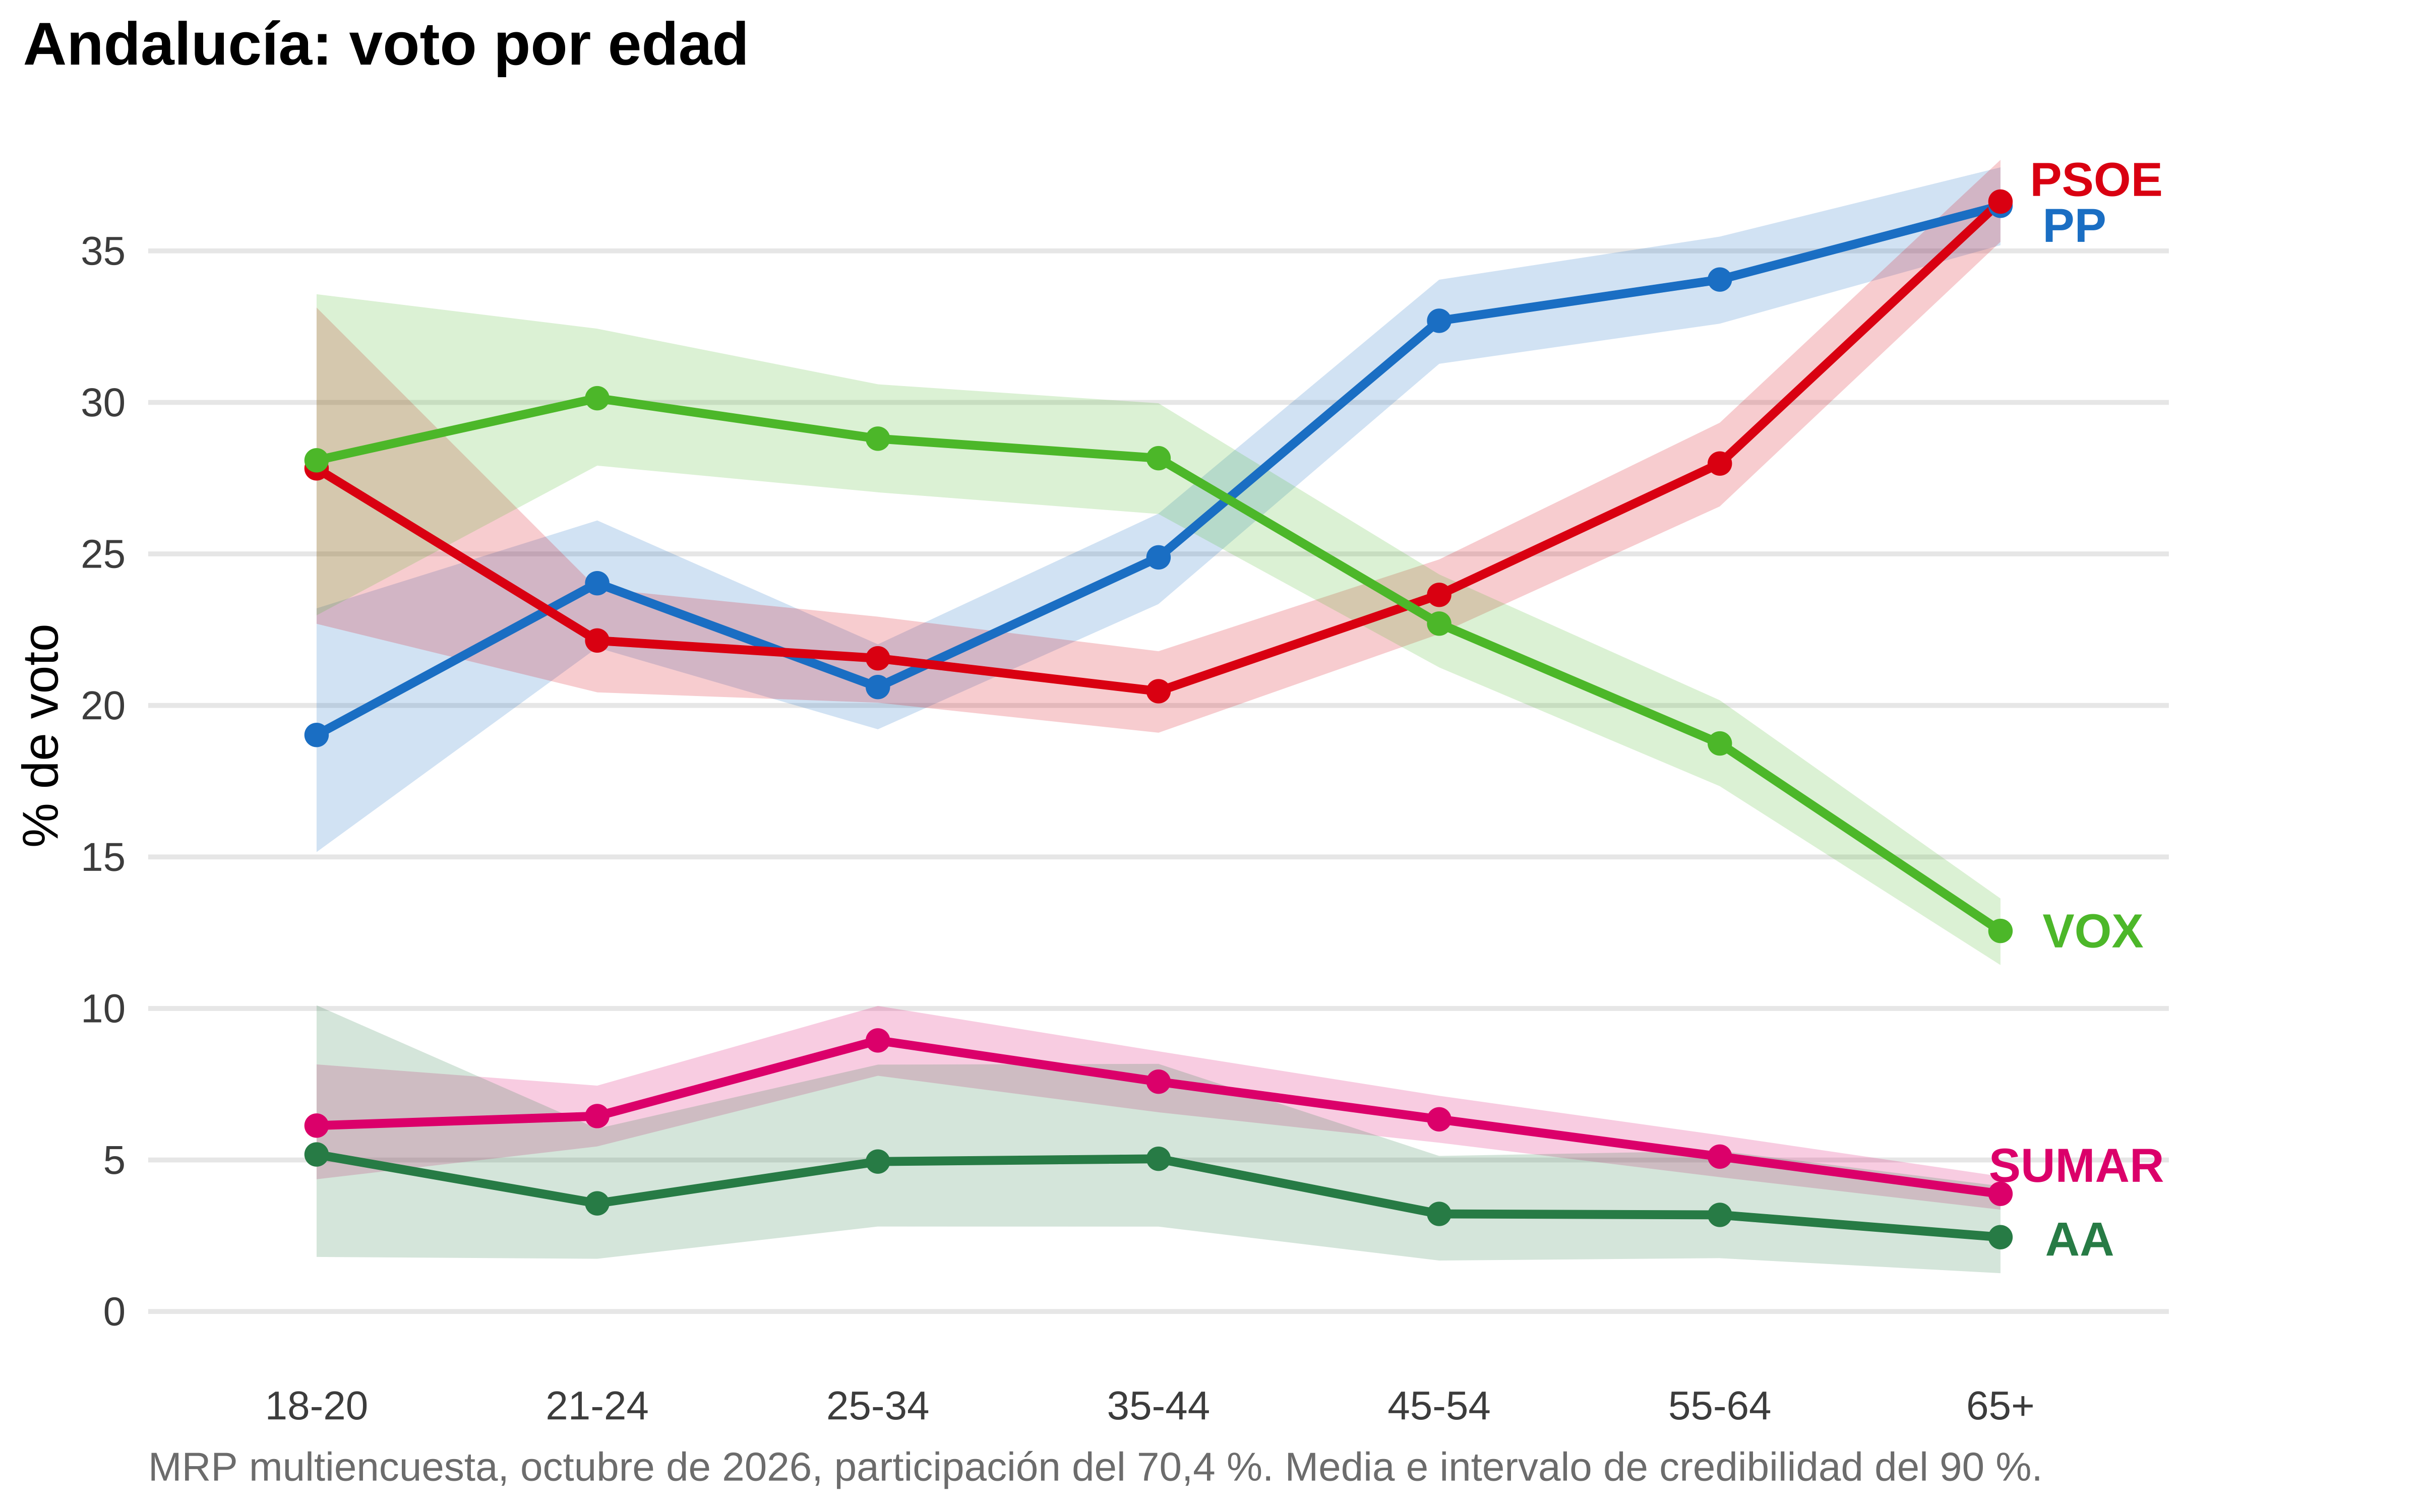 Andalucía: voto por edad
% de voto
35
30
25
20
15
10
5
0
PSOE
PP
VOX
SUMAR
AA
18-20 21-24 25-34 35-44 45-54 55-64 65+
MRP multiencuesta, octubre de 2026, participación del 70,4 %. Media e intervalo de credibilidad del 90 %.